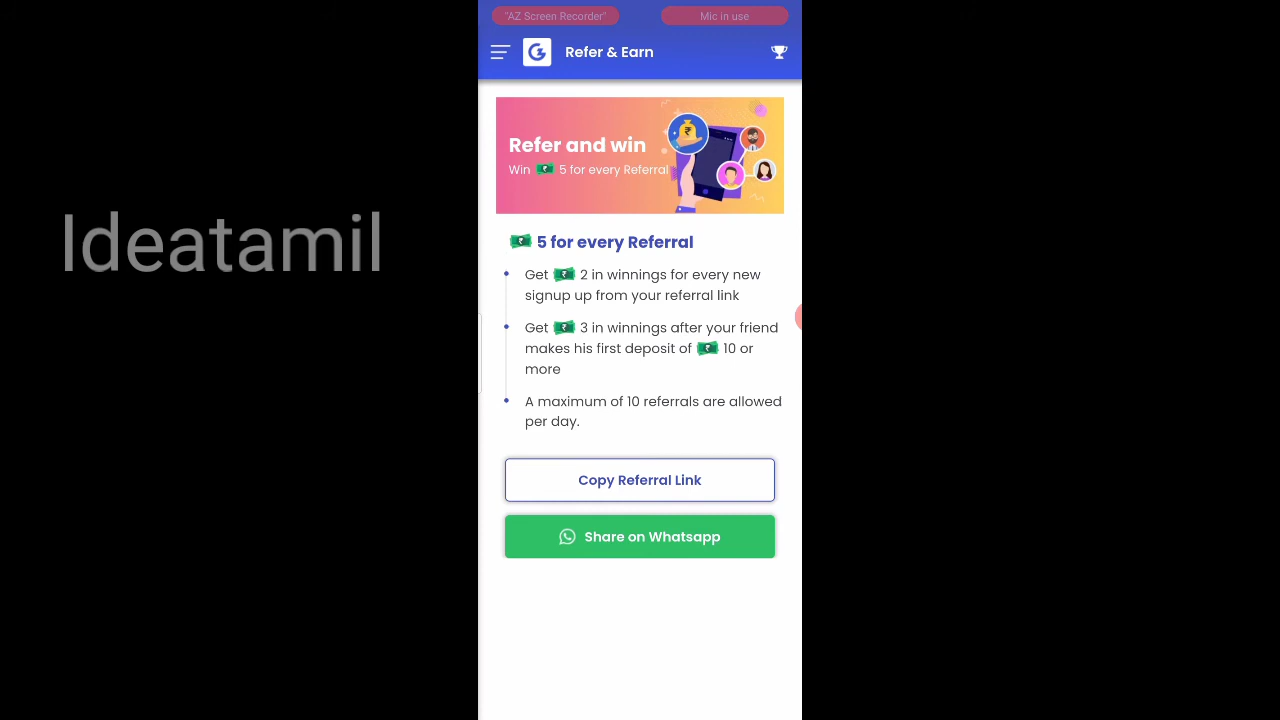 "AZ Screen Recorder" Mic in use
Refer & Earn
Refer and win
Win ₹ 5 for every Referral
₹ 5 for every Referral
Get ₹ 2 in winnings for every new
signup up from your referral link
Get ₹ 3 in winnings after your friend
makes his first deposit of ₹ 10 or
more
A maximum of 10 referrals are allowed
per day.
Copy Referral Link
Share on Whatsapp
Ideatamil